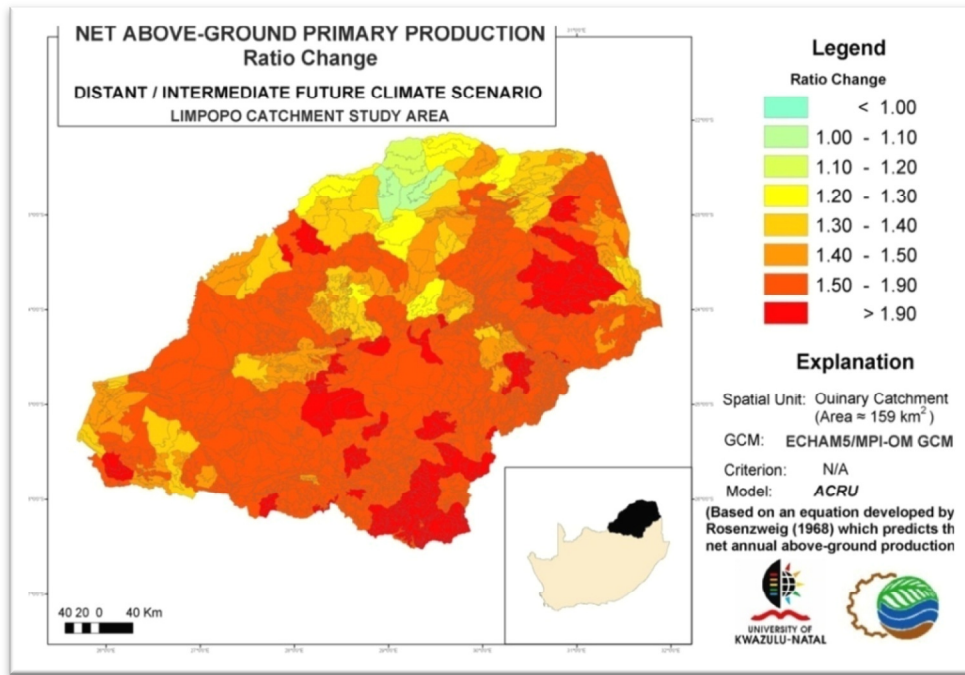 NET ABOVE-GROUND PRIMARY PRODUCTION
Ratio Change
DISTANT / INTERMEDIATE FUTURE CLIMATE SCENARIO
LIMPOPO CATCHMENT STUDY AREA
Legend
Ratio Change
< 1.00
1.00 - 1.10
1.10 - 1.20
1.20 - 1.30
1.30 - 1.40
1.40 - 1.50
1.50 - 1.90
> 1.90
Explanation
Spatial Unit: Quinary Catchment
(Area ≈ 159 km²)
GCM: ECHAM5/MPI-OM GCM
Criterion: N/A
Model: ACRU
(Based on an equation developed by
Rosenzweig (1968) which predicts th
net annual above-ground production
UNIVERSITY OF
KWAZULU-NATAL
40 20 0 40 Km